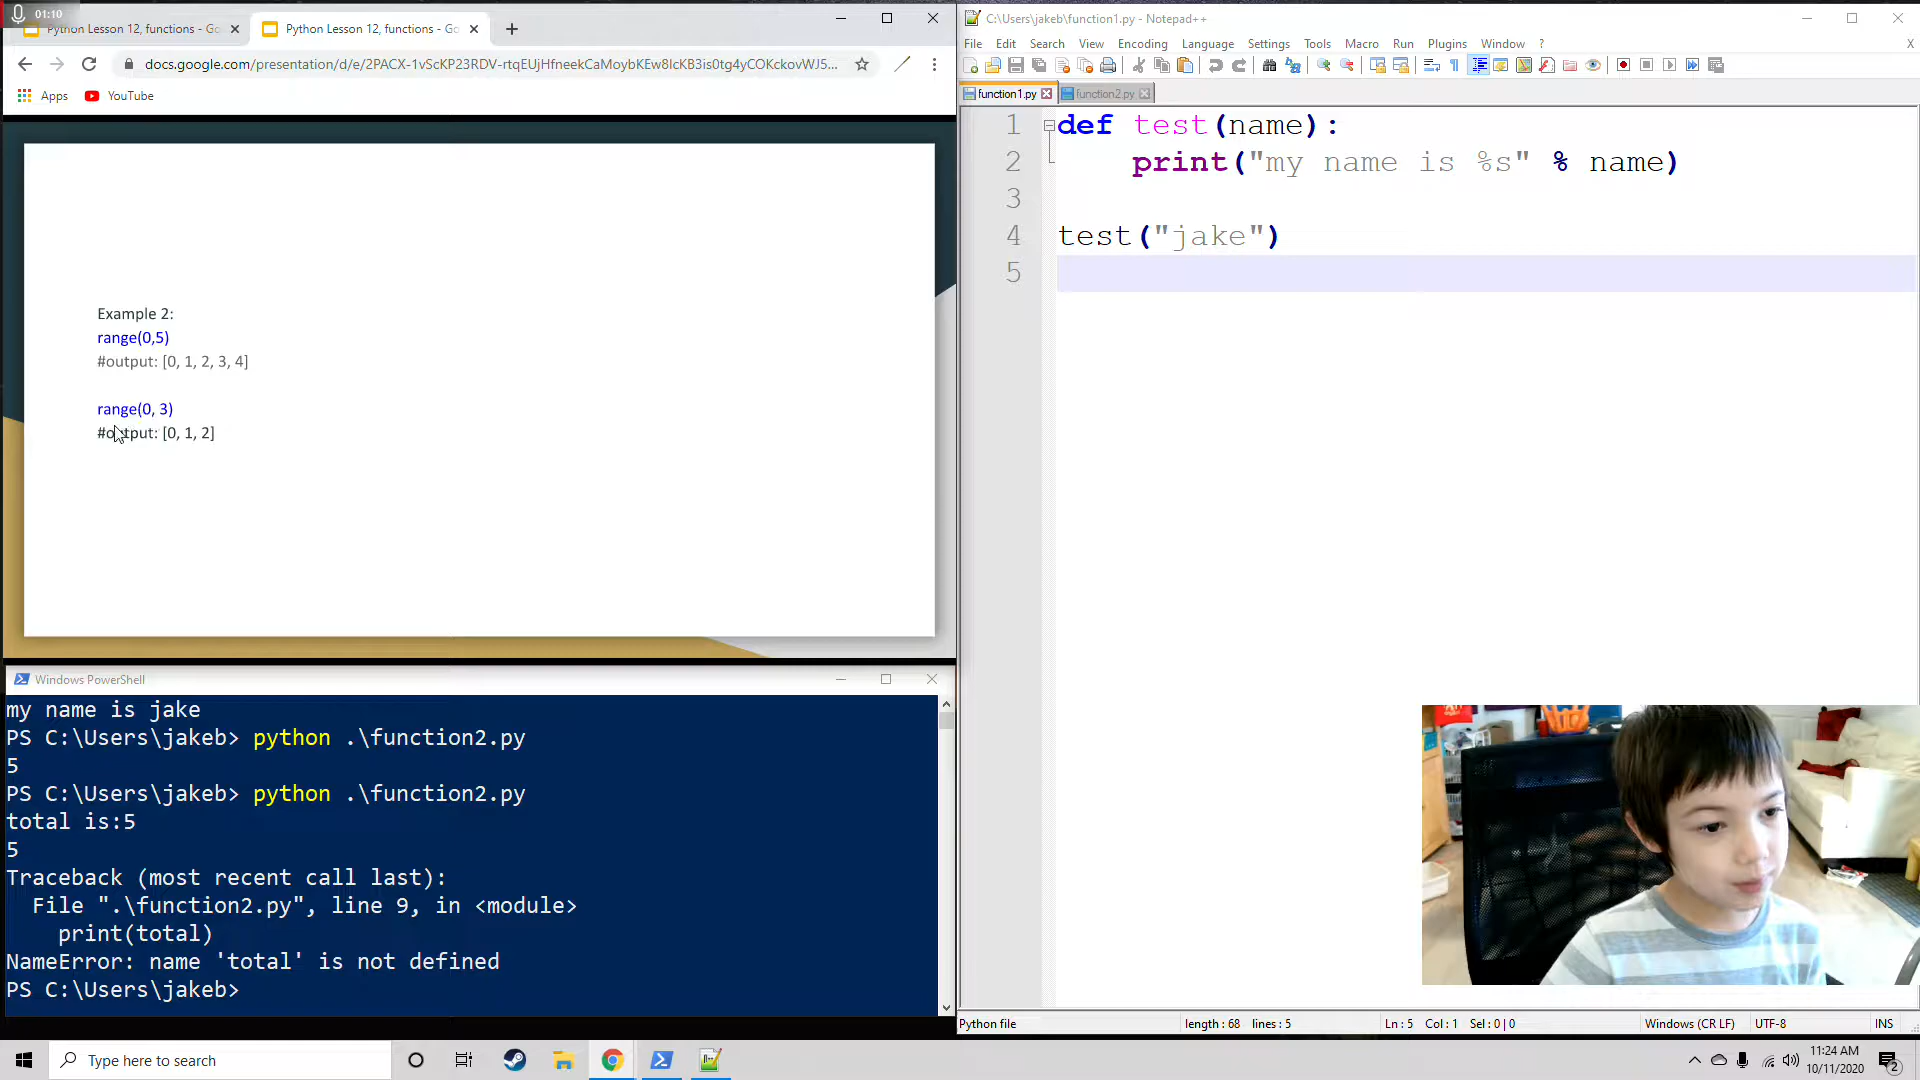 01:10
Python Lesson 12, functions - Go
Python Lesson 12, functions - Go
docs.google.com/presentation/d/e/2PACX-1vScKP23RDV-rtqEUjHfneekCaMoybKEw8IcKB3is0tg4yCOKckovWJ5...
Apps
YouTube
Example 2:
range(0,5)
#output: [0, 1, 2, 3, 4]
range(0, 3)
#output: [0, 1, 2]
Windows PowerShell
my name is jake
PS C:\Users\jakeb> python .\function2.py
5
PS C:\Users\jakeb> python .\function2.py
total is:5
5
Traceback (most recent call last):
File ".\function2.py", line 9, in <module>
print(total)
NameError: name 'total' is not defined
PS C:\Users\jakeb>
C:\Users\jakeb\function1.py - Notepad++
File Edit Search View Encoding Language Settings Tools Macro Run Plugins Window ? X
function1.py function2.py
1 def test(name):
2 print("my name is %s" % name)
3
4 test("jake")
5
Python file length : 68 lines : 5 Ln : 5 Col : 1 Sel : 0 | 0 Windows (CR LF) UTF-8 INS
Type here to search
11:24 AM
10/11/2020
2